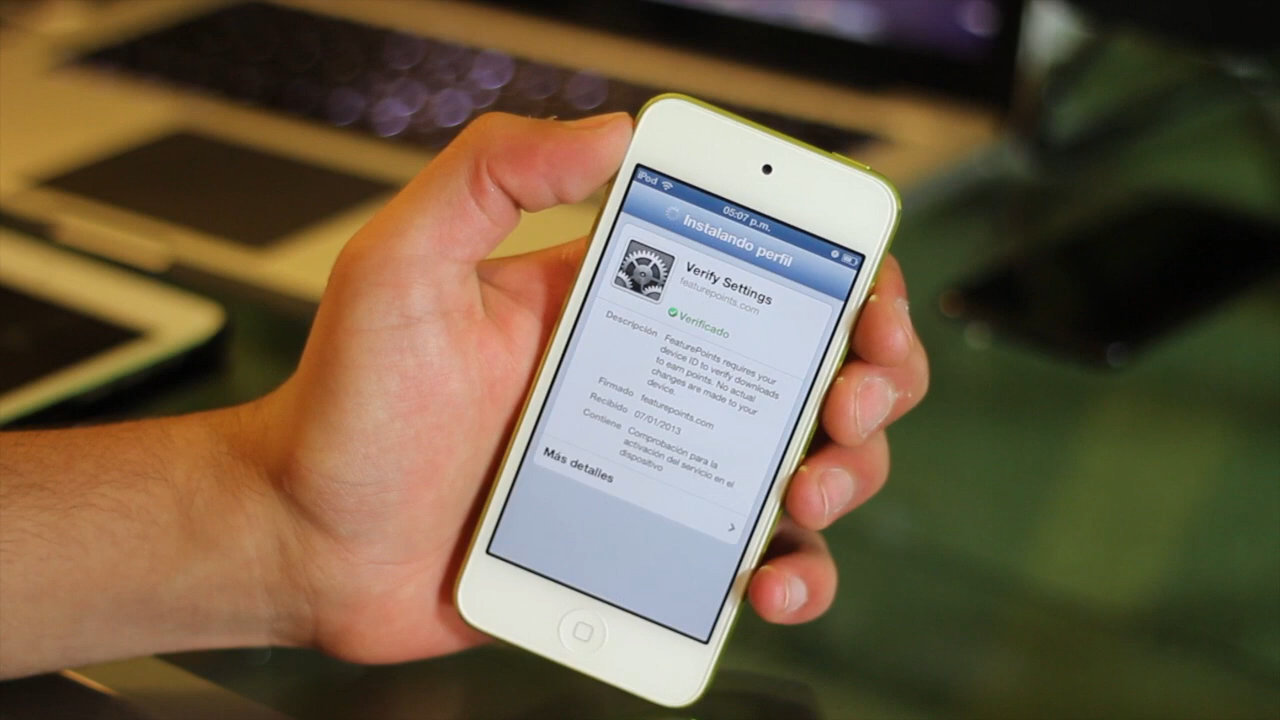 iPod
05:07 p.m.
Instalando perfil
Verify Settings
featurepoints.com
Verificado
Descripción FeaturePoints requires your
device ID to verify downloads
to earn points. No actual
changes are made to your
device.
Firmado featurepoints.com
Recibido 07/01/2013
Contiene Comprobación para la
activación del servicio en el
dispositivo
Más detalles